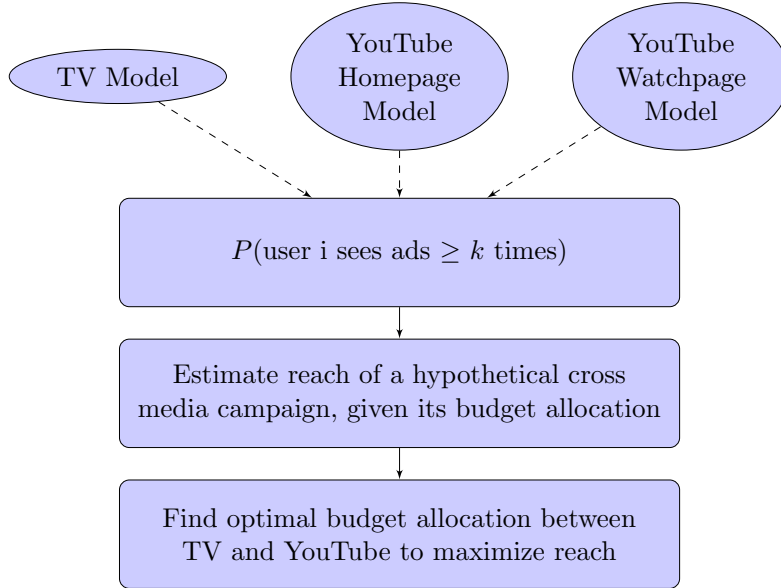 TV Model
YouTube
Homepage
Model
YouTube
Watchpage
Model
P(user i sees ads ≥ k times)
Estimate reach of a hypothetical cross
media campaign, given its budget allocation
Find optimal budget allocation between
TV and YouTube to maximize reach